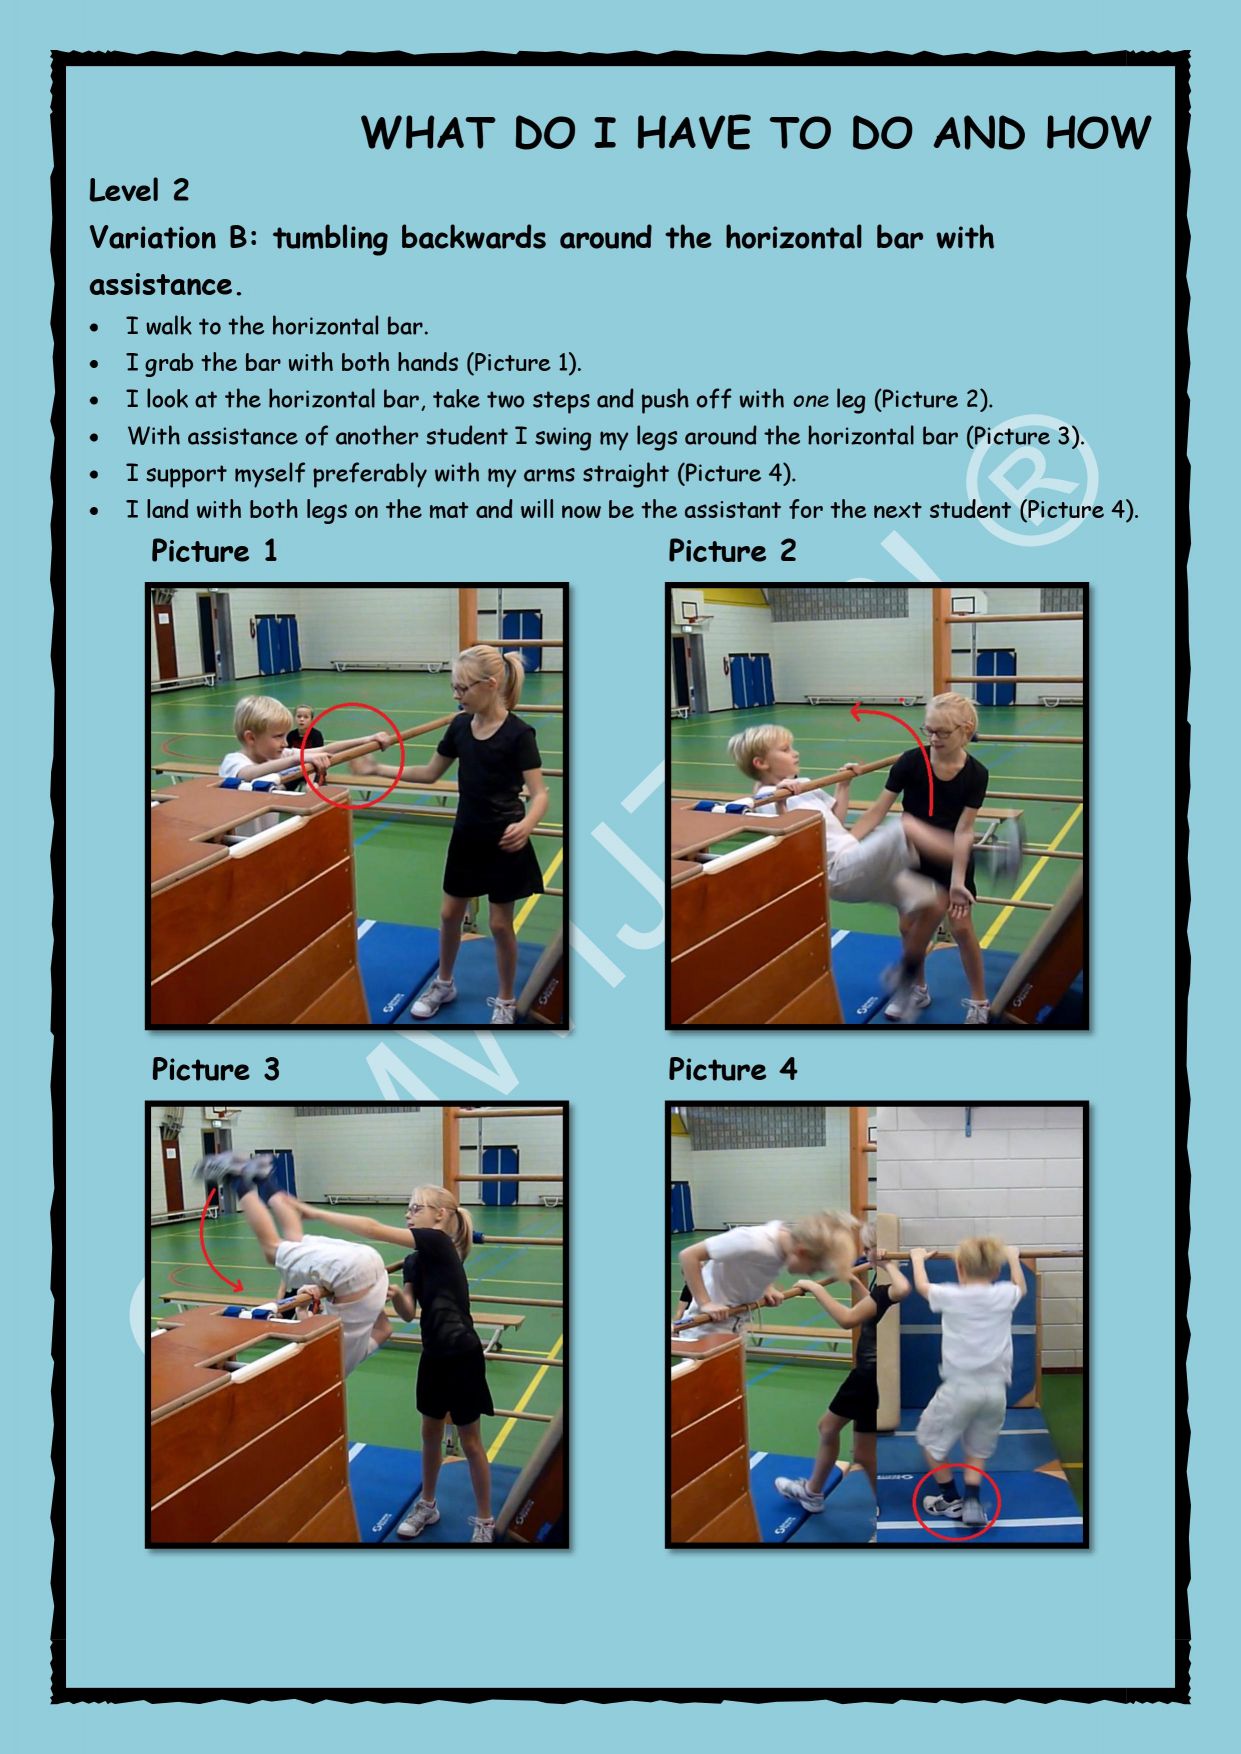 WHAT DO I HAVE TO DO AND HOW
Level 2
Variation B: tumbling backwards around the horizontal bar with
assistance.
• I walk to the horizontal bar.
• I grab the bar with both hands (Picture 1).
• I look at the horizontal bar, take two steps and push off with one leg (Picture 2).
• With assistance of another student I swing my legs around the horizontal bar (Picture 3).
• I support myself preferably with my arms straight (Picture 4).
• I land with both legs on the mat and will now be the assistant for the next student (Picture 4).
Picture 1
Picture 2
Picture 3
Picture 4